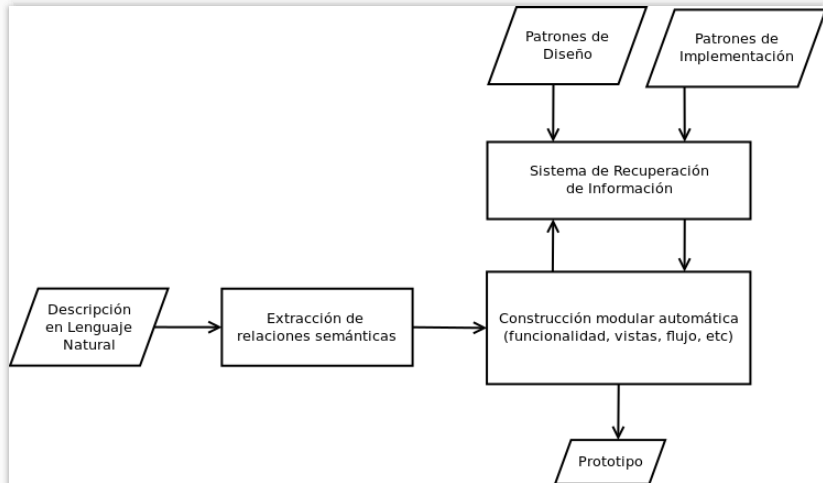 Patrones de
Diseño
Patrones de
Implementación
Sistema de Recuperación
de Información
Descripción
en Lenguaje
Natural
Extracción de
relaciones semánticas
Construcción modular automática
(funcionalidad, vistas, flujo, etc)
Prototipo